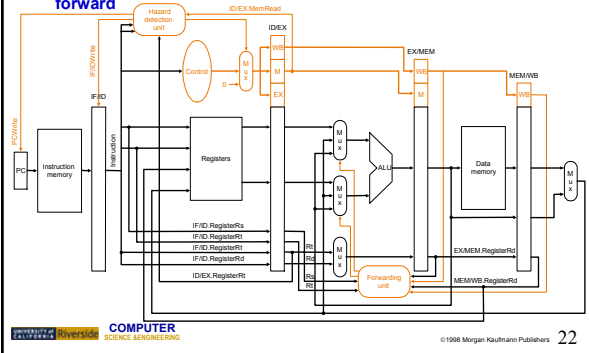 forward
Hazard
detection
unit
ID/EX.MemRead
ID/EX
IF/IDWrite
PCWrite
Control
M
u
x
0
WB
M
EX
EX/MEM
WB
M
MEM/WB
WB
IF/ID
PC
Instruction
memory
Instruction
Registers
M
u
x
M
u
x
ALU
Data
memory
M
u
x
IF/ID.RegisterRs
IF/ID.RegisterRt
IF/ID.RegisterRt
IF/ID.RegisterRd
ID/EX.RegisterRt
Rt
Rd
Rs
Rt
M
u
x
Forwarding
unit
EX/MEM.RegisterRd
MEM/WB.RegisterRd
UNIVERSITY of
CALIFORNIA
Riverside
COMPUTER
SCIENCE &ENGINEERING
©1998 Morgan Kaufmann Publishers
22